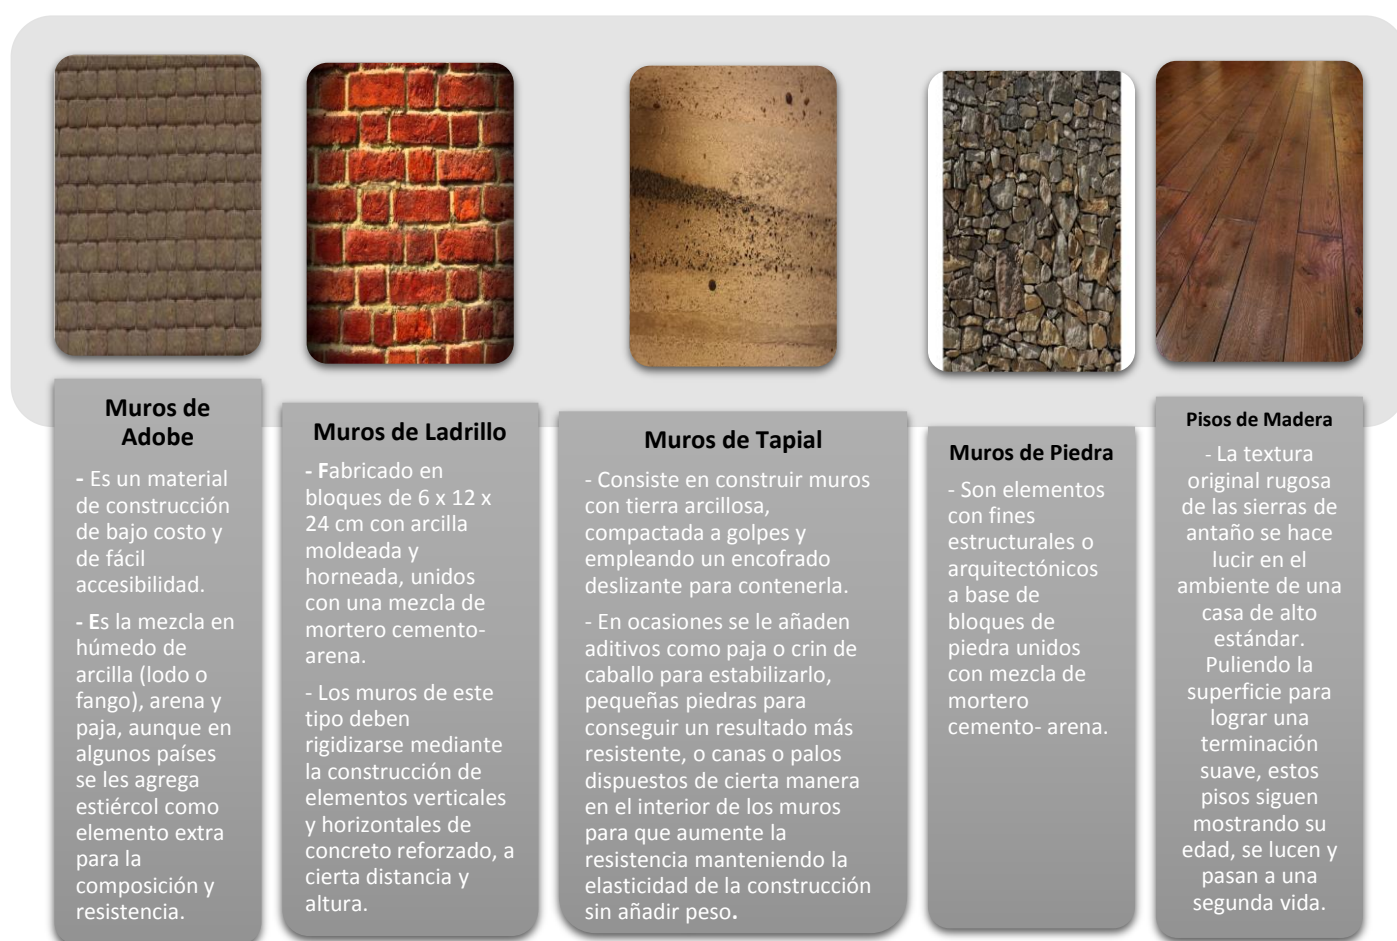 Muros de
Adobe
- Es un material
de construcción
de bajo costo y
de fácil
accesibilidad.
- Es la mezcla en
húmedo de
arcilla (lodo o
fango), arena y
paja, aunque en
algunos países
se les agrega
estiércol como
elemento extra
para la
composición y
resistencia.
Muros de Ladrillo
- Fabricado en
bloques de 6 x 12 x
24 cm con arcilla
moldeada y
horneada, unidos
con una mezcla de
mortero cemento-
arena.
- Los muros de este
tipo deben
rigidizarse mediante
la construcción de
elementos verticales
y horizontales de
concreto reforzado, a
cierta distancia y
altura.
Muros de Tapial
- Consiste en construir muros
con tierra arcillosa,
compactada a golpes y
empleando un encofrado
deslizante para contenerla.
- En ocasiones se le añaden
aditivos como paja o crin de
caballo para estabilizarlo,
pequeñas piedras para
conseguir un resultado más
resistente, o canas o palos
dispuestos de cierta manera
en el interior de los muros
para que aumente la
resistencia manteniendo la
elasticidad de la construcción
sin añadir peso.
Muros de Piedra
- Son elementos
con fines
estructurales o
arquitectónicos
a base de
bloques de
piedra unidos
con mezcla de
mortero
cemento- arena.
Pisos de Madera
- La textura
original rugosa
de las sierras de
antaño se hace
lucir en el
ambiente de una
casa de alto
estándar.
Puliendo la
superficie para
lograr una
terminación
suave, estos
pisos siguen
mostrando su
edad, se lucen y
pasan a una
segunda vida.